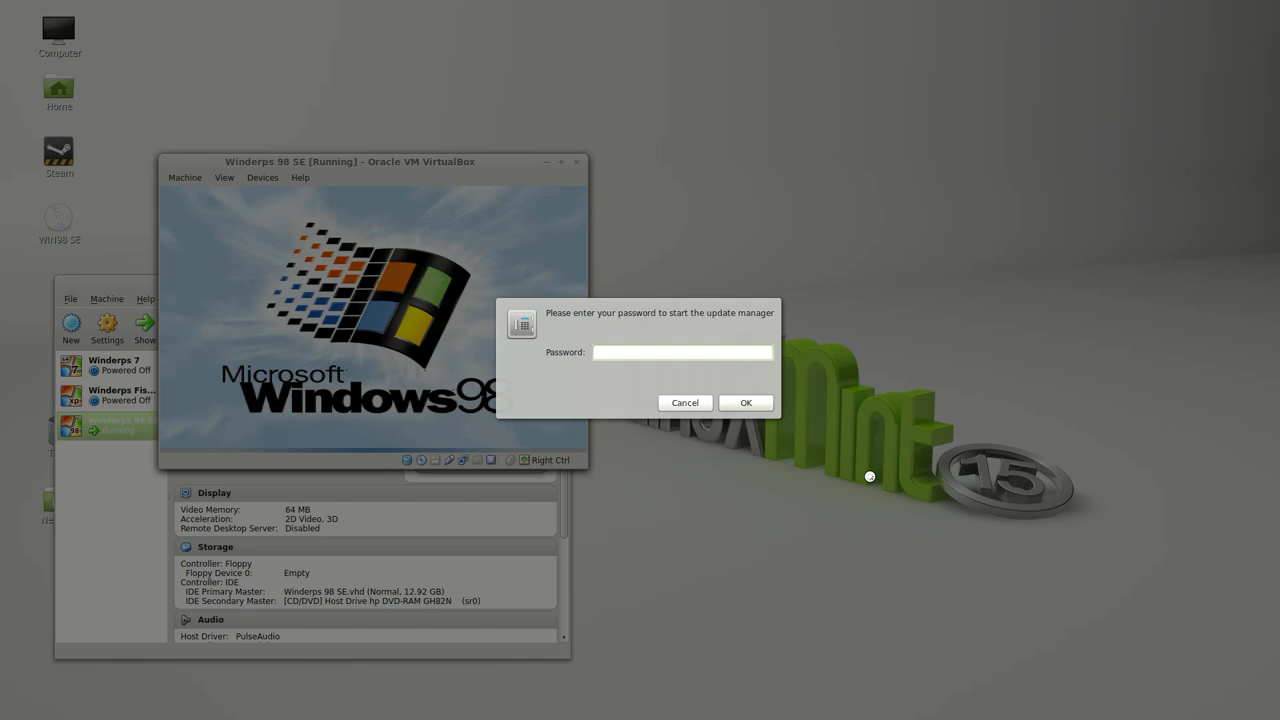 Computer
Home
Steam
WIN98 SE
Winderps 98 SE [Running] - Oracle VM VirtualBox
Machine View Devices Help
Microsoft
Windows98
Right Ctrl
File Machine Help
New Settings Show
Winderps 7
Powered Off
Winderps Fis...
Powered Off
Winderps 98
Running
Display
Video Memory: 64 MB
Acceleration: 2D Video, 3D
Remote Desktop Server: Disabled
Storage
Controller: Floppy
Floppy Device 0: Empty
Controller: IDE
IDE Primary Master: Winderps 98 SE.vhd (Normal, 12.92 GB)
IDE Secondary Master: [CD/DVD] Host Drive hp DVD-RAM GH82N (sr0)
Audio
Host Driver: PulseAudio
Please enter your password to start the update manager
Password:
Cancel OK
Mint
15